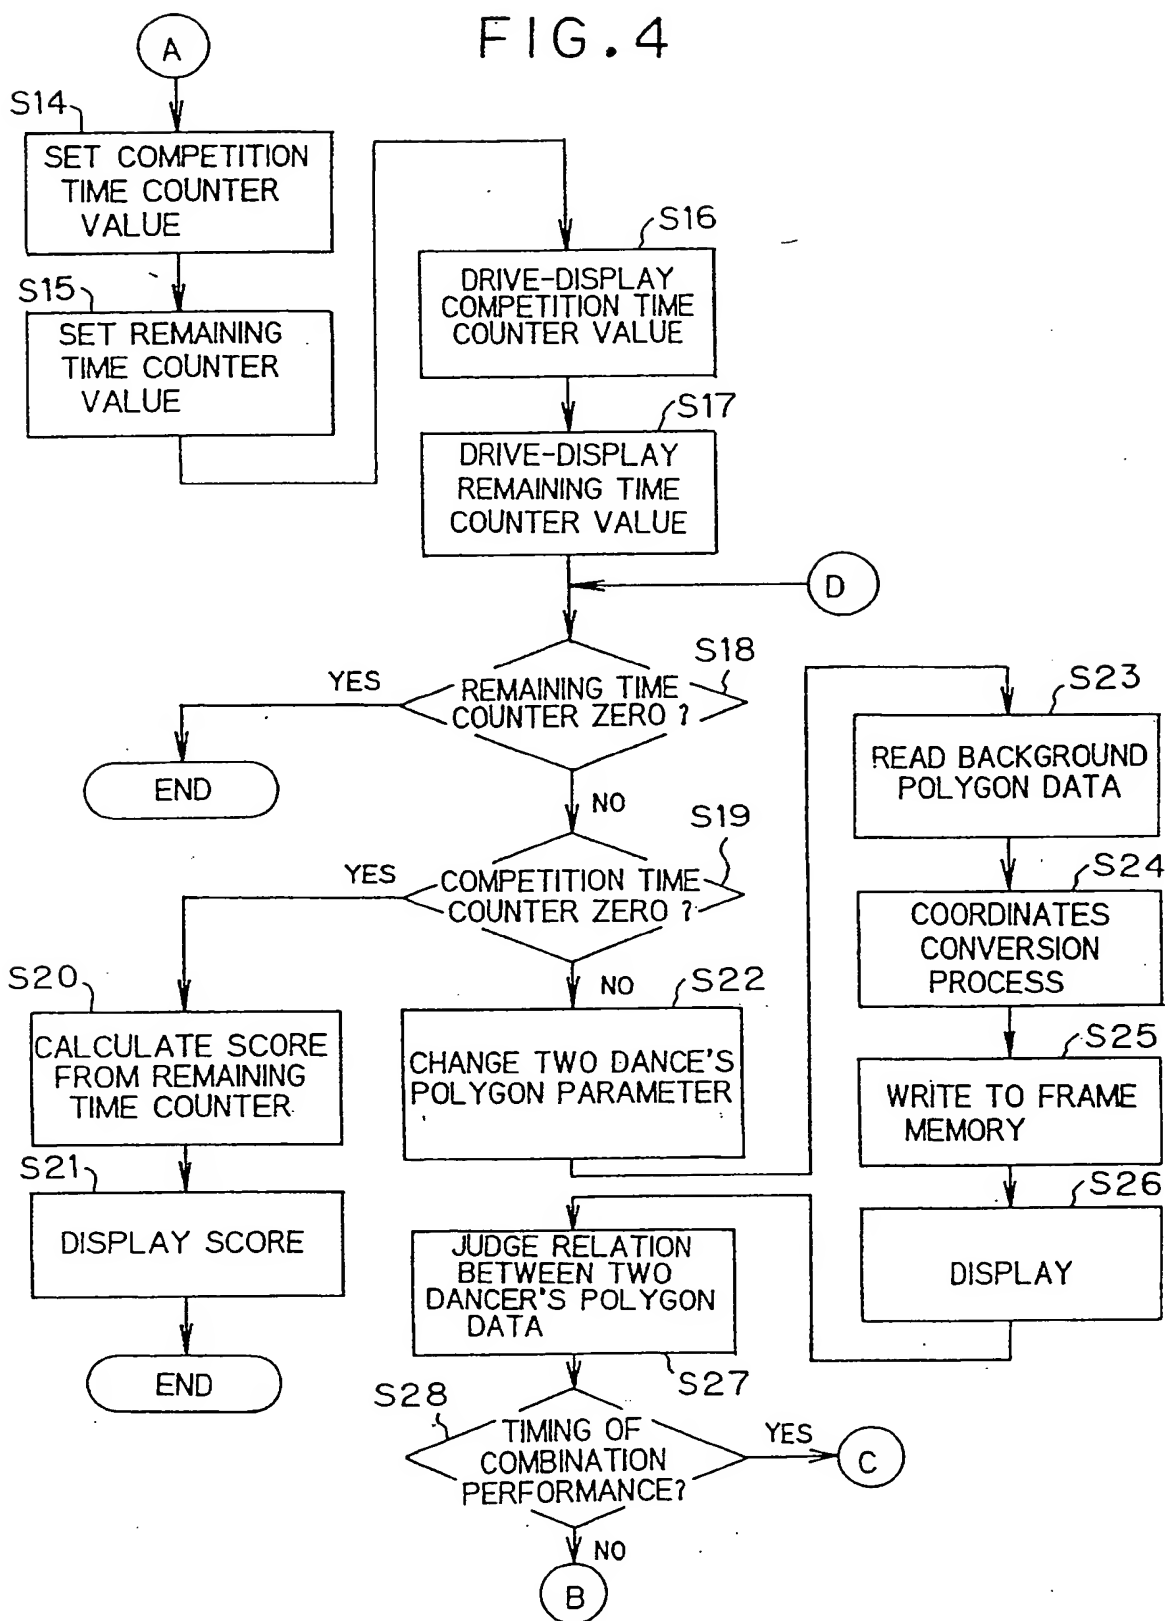 FIG.4
A
S14
SET COMPETITION
TIME COUNTER
VALUE
S15
SET REMAINING
TIME COUNTER
VALUE
S16
DRIVE-DISPLAY
COMPETITION TIME
COUNTER VALUE
S17
DRIVE-DISPLAY
REMAINING TIME
COUNTER VALUE
D
S18
REMAINING TIME
COUNTER ZERO ?
YES
END
NO
S19
COMPETITION TIME
COUNTER ZERO ?
YES
S20
CALCULATE SCORE
FROM REMAINING
TIME COUNTER
S21
DISPLAY SCORE
END
NO
S22
CHANGE TWO DANCE'S
POLYGON PARAMETER
S23
READ BACKGROUND
POLYGON DATA
S24
COORDINATES
CONVERSION
PROCESS
S25
WRITE TO FRAME
MEMORY
S26
DISPLAY
JUDGE RELATION
BETWEEN TWO
DANCER'S POLYGON
DATA
S27
S28
TIMING OF
COMBINATION
PERFORMANCE?
YES
C
NO
B